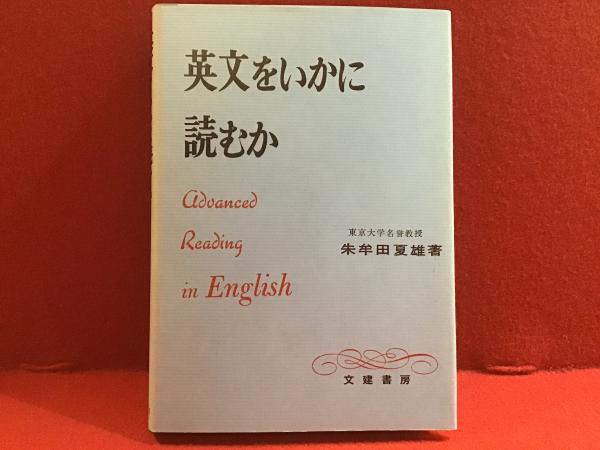 英文をいかに
読むか
Advanced
Reading
in English
東京大学名誉教授
朱牟田夏雄著
文建書房